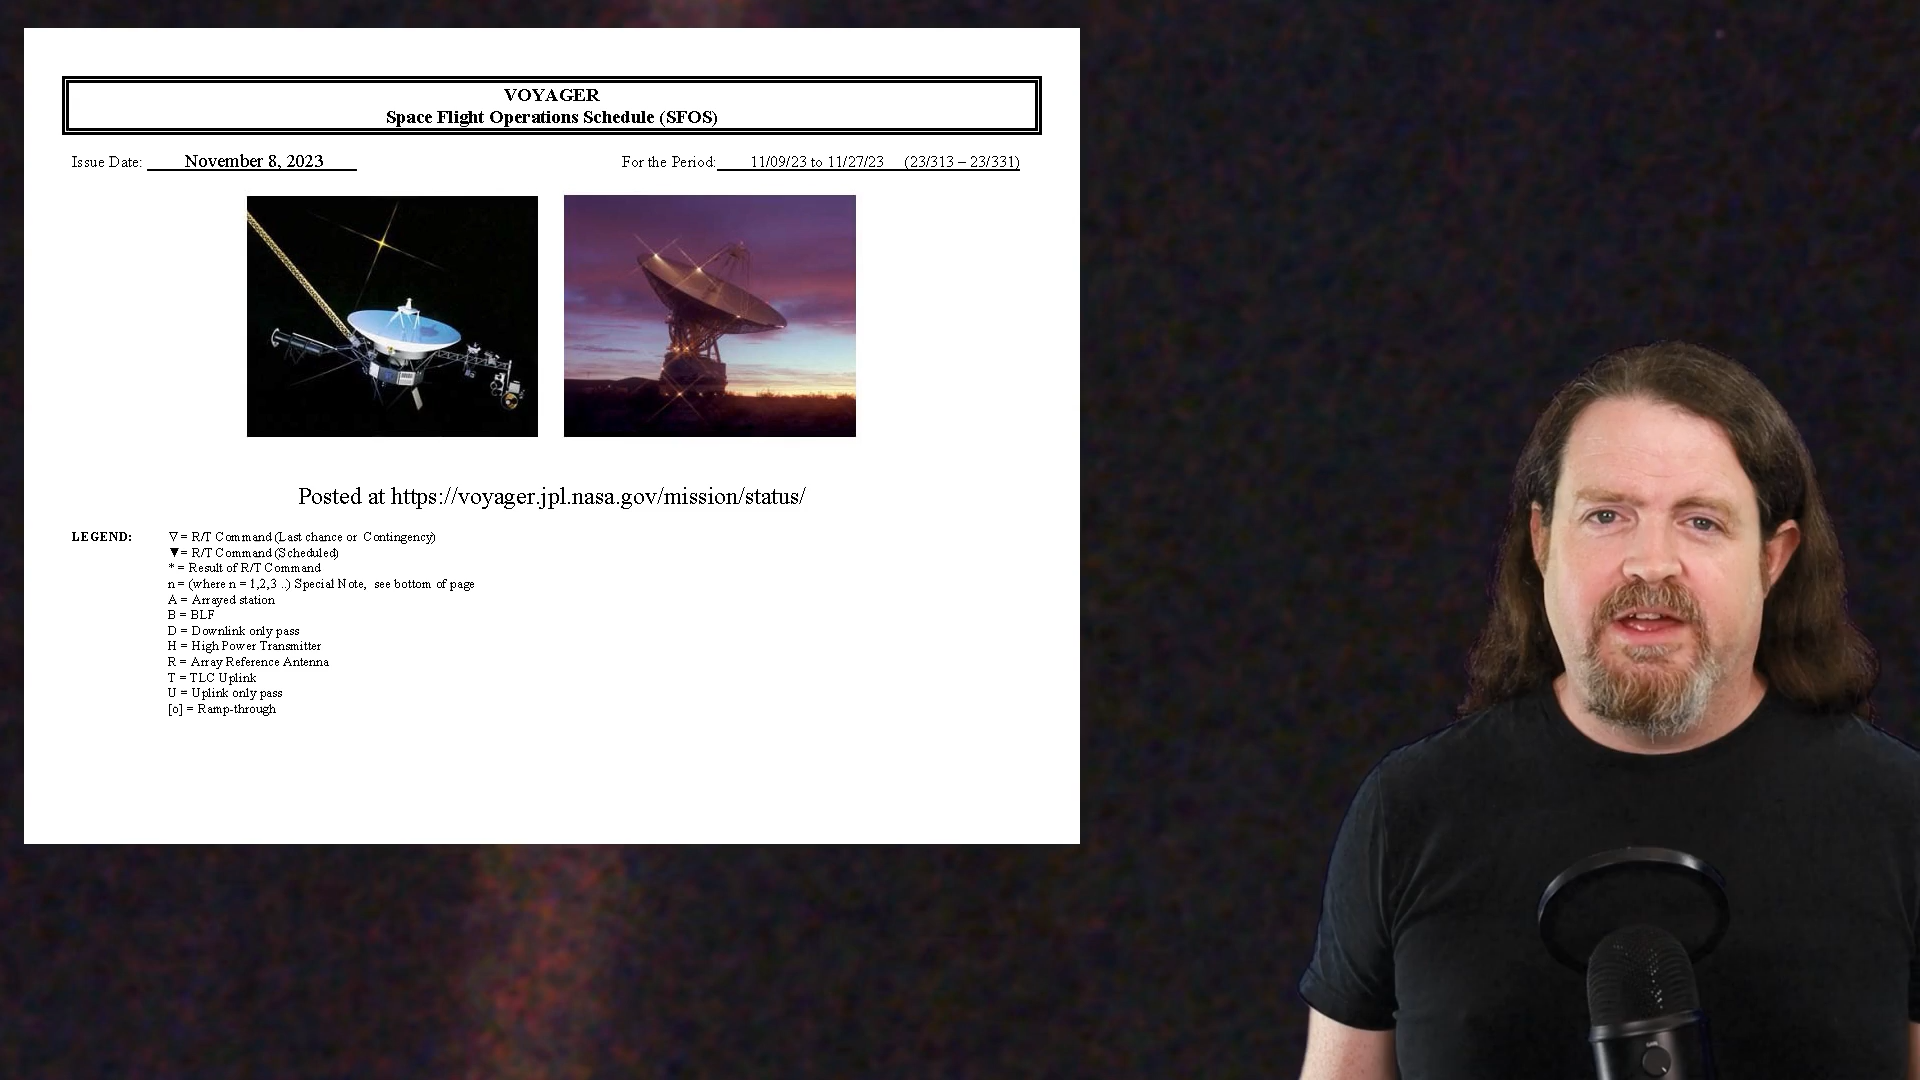 VOYAGER
Space Flight Operations Schedule (SFOS)
Issue Date: November 8, 2023
For the Period: 11/09/23 to 11/27/23 (23/313 – 23/331)
Posted at https://voyager.jpl.nasa.gov/mission/status/
LEGEND: ▽ = R/T Command (Last chance or Contingency)
▼ = R/T Command (Scheduled)
* = Result of R/T Command
n = (where n = 1,2,3 ..) Special Note, see bottom of page
A = Arrayed station
B = BLF
D = Downlink only pass
H = High Power Transmitter
R = Array Reference Antenna
T = TLC Uplink
U = Uplink only pass
[o] = Ramp-through